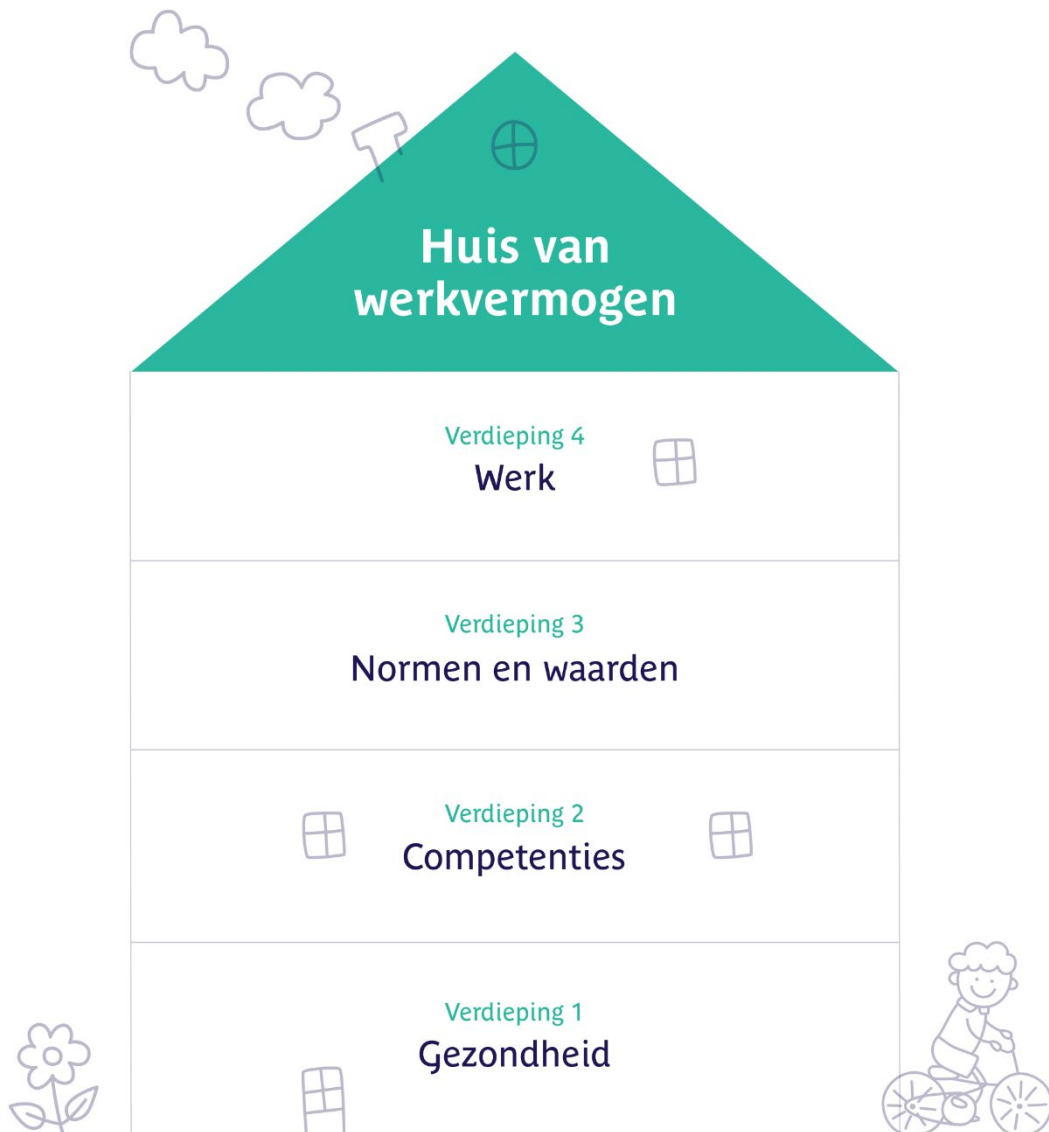 Huis van
werkvermogen
Verdieping 4
Werk
Verdieping 3
Normen en waarden
Verdieping 2
Competenties
Verdieping 1
Gezondheid